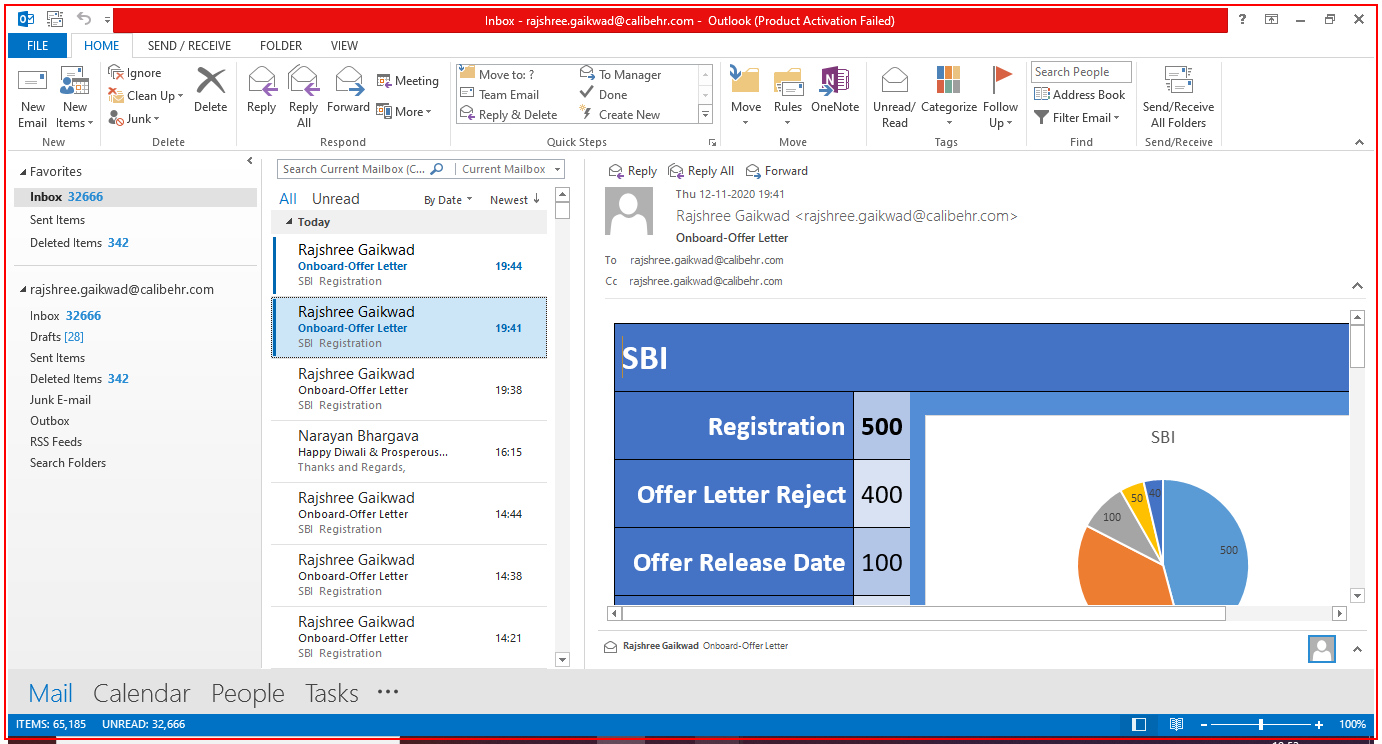 Inbox - rajshree.gaikwad@calibehr.com - Outlook (Product Activation Failed)
?
FILE HOME SEND / RECEIVE FOLDER VIEW
New Email
New Items
New
Ignore
Clean Up
Junk
Delete
Delete
Reply
Reply All
Forward
Meeting
More
Respond
Move to: ?
Team Email
Reply & Delete
To Manager
Done
Create New
Quick Steps
Move
Rules
OneNote
Move
Unread/ Read
Categorize
Follow Up
Tags
Search People
Address Book
Filter Email
Find
Send/Receive All Folders
Send/Receive
Favorites
Inbox 32666
Sent Items
Deleted Items 342
rajshree.gaikwad@calibehr.com
Inbox 32666
Drafts [28]
Sent Items
Deleted Items 342
Junk E-mail
Outbox
RSS Feeds
Search Folders
Search Current Mailbox (C... Current Mailbox
All Unread By Date Newest
Today
Rajshree Gaikwad
Onboard-Offer Letter 19:44
SBI Registration
Rajshree Gaikwad
Onboard-Offer Letter 19:41
SBI Registration
Rajshree Gaikwad
Onboard-Offer Letter 19:38
SBI Registration
Narayan Bhargava
Happy Diwali & Prosperous... 16:15
Thanks and Regards,
Rajshree Gaikwad
Onboard-Offer Letter 14:44
SBI Registration
Rajshree Gaikwad
Onboard-Offer Letter 14:38
SBI Registration
Rajshree Gaikwad
Onboard-Offer Letter 14:21
SBI Registration
Reply Reply All Forward
Thu 12-11-2020 19:41
Rajshree Gaikwad <rajshree.gaikwad@calibehr.com>
Onboard-Offer Letter
To rajshree.gaikwad@calibehr.com
Cc rajshree.gaikwad@calibehr.com
SBI
Registration 500
Offer Letter Reject 400
Offer Release Date 100
SBI
50 40
100
500
Rajshree Gaikwad Onboard-Offer Letter
Mail Calendar People Tasks ...
ITEMS: 65,185 UNREAD: 32,666 100%